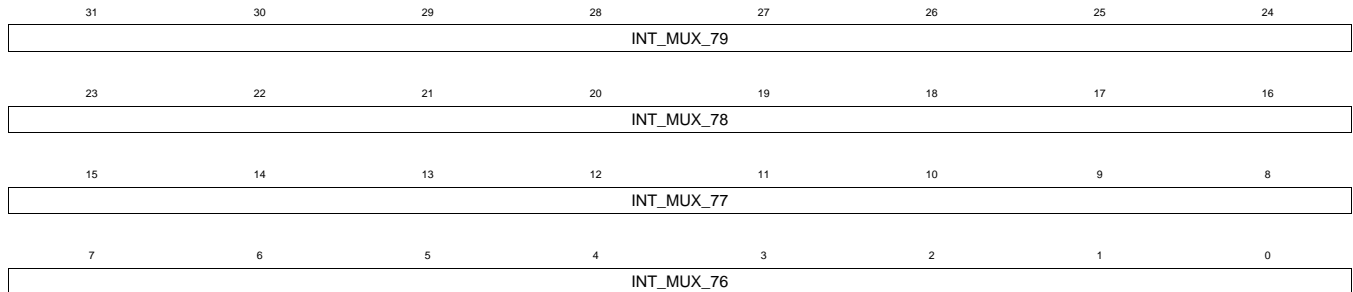 31 30 29 28 27 26 25 24
INT_MUX_79
23 22 21 20 19 18 17 16
INT_MUX_78
15 14 13 12 11 10 9 8
INT_MUX_77
7 6 5 4 3 2 1 0
INT_MUX_76